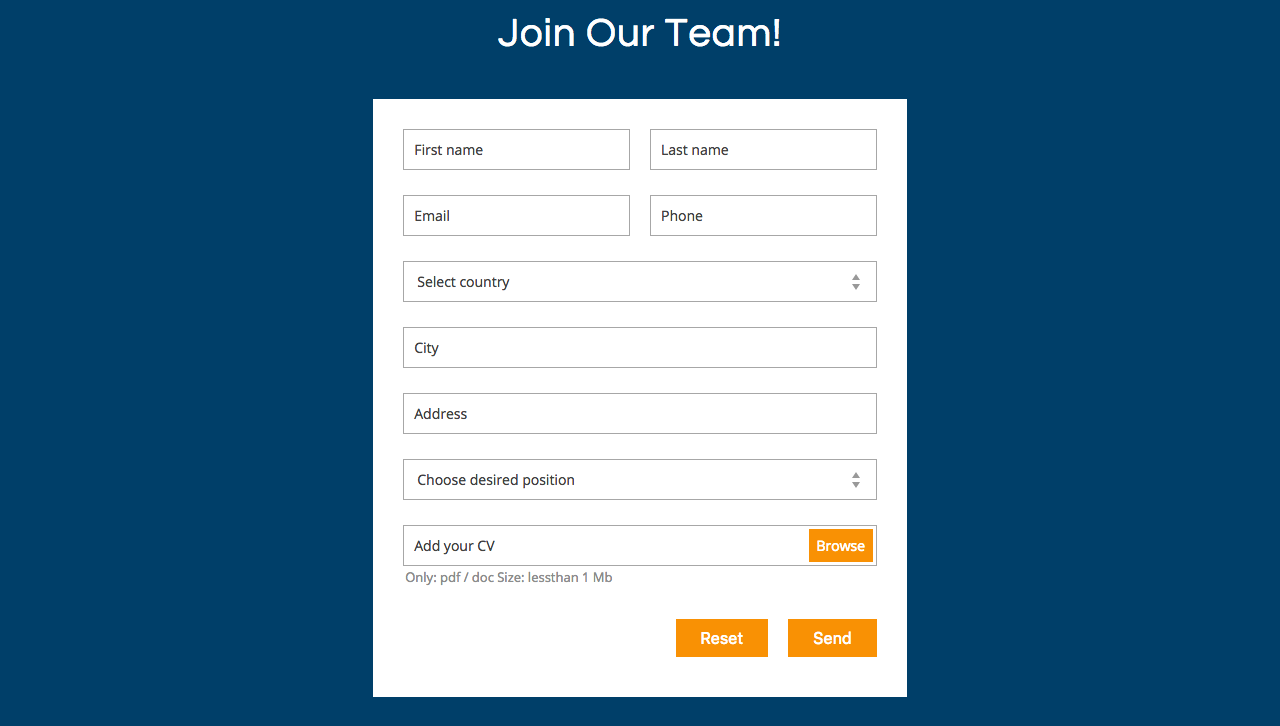 Join Our Team!
First name
Last name
Email
Phone
Select country
City
Address
Choose desired position
Add your CV
Browse
Only: pdf / doc Size: lessthan 1 Mb
Reset
Send